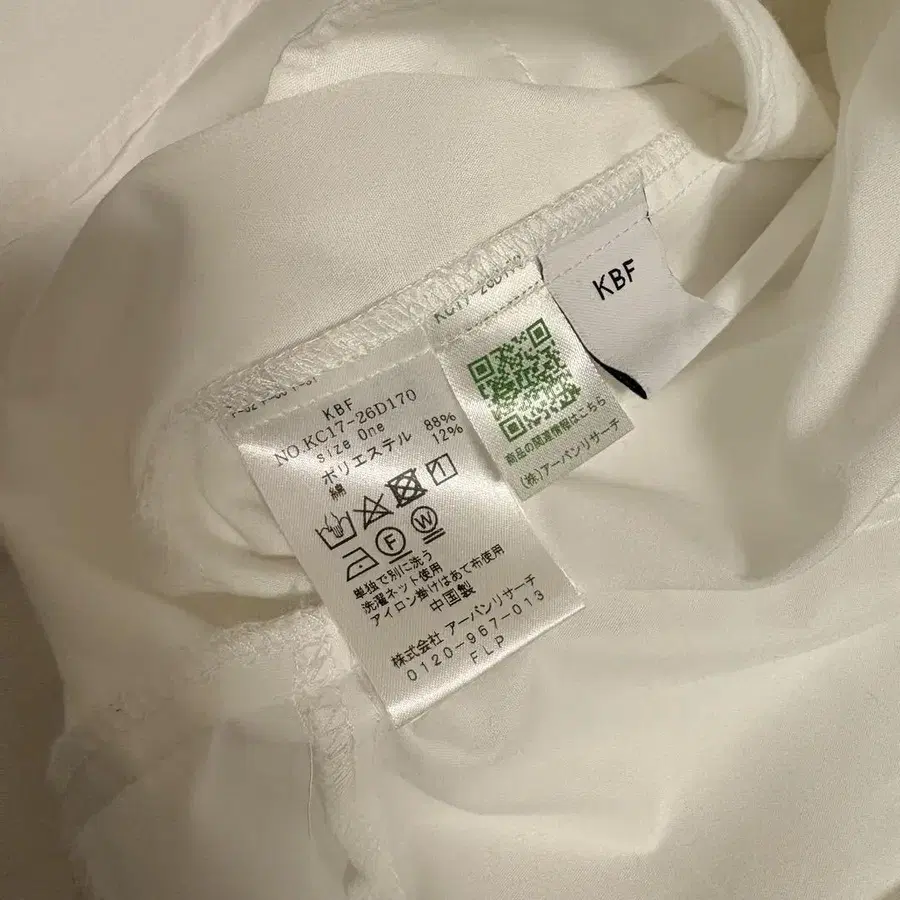 KBF
NO.KC17-26D170
size One
ポリエステル 88%
綿 12%
F
W
単独で別に洗う
洗濯ネット使用
アイロン掛けはあて布使用
中国製
株式会社 アーバンリサーチ
0120-967-013
FLP
KC17-26D170
商品の関連情報はこちら
(株)アーバンリサーチ
KBF